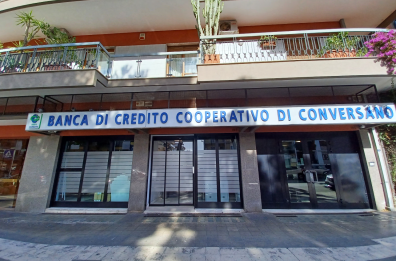 BANCA DI CREDITO COOPERATIVO DI CONVERSANO